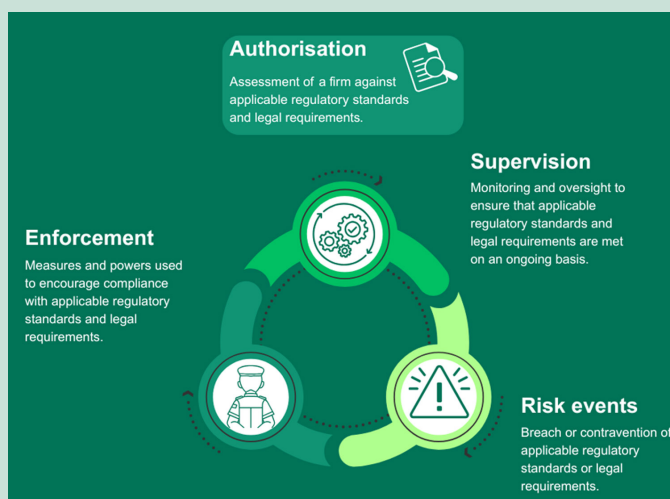 Authorisation
Assessment of a firm against
applicable regulatory standards
and legal requirements.
Supervision
Monitoring and oversight to
ensure that applicable
regulatory standards and
legal requirements are met
on an ongoing basis.
Enforcement
Measures and powers used
to encourage compliance
with applicable regulatory
standards and legal
requirements.
Risk events
Breach or contravention of
applicable regulatory
standards or legal
requirements.